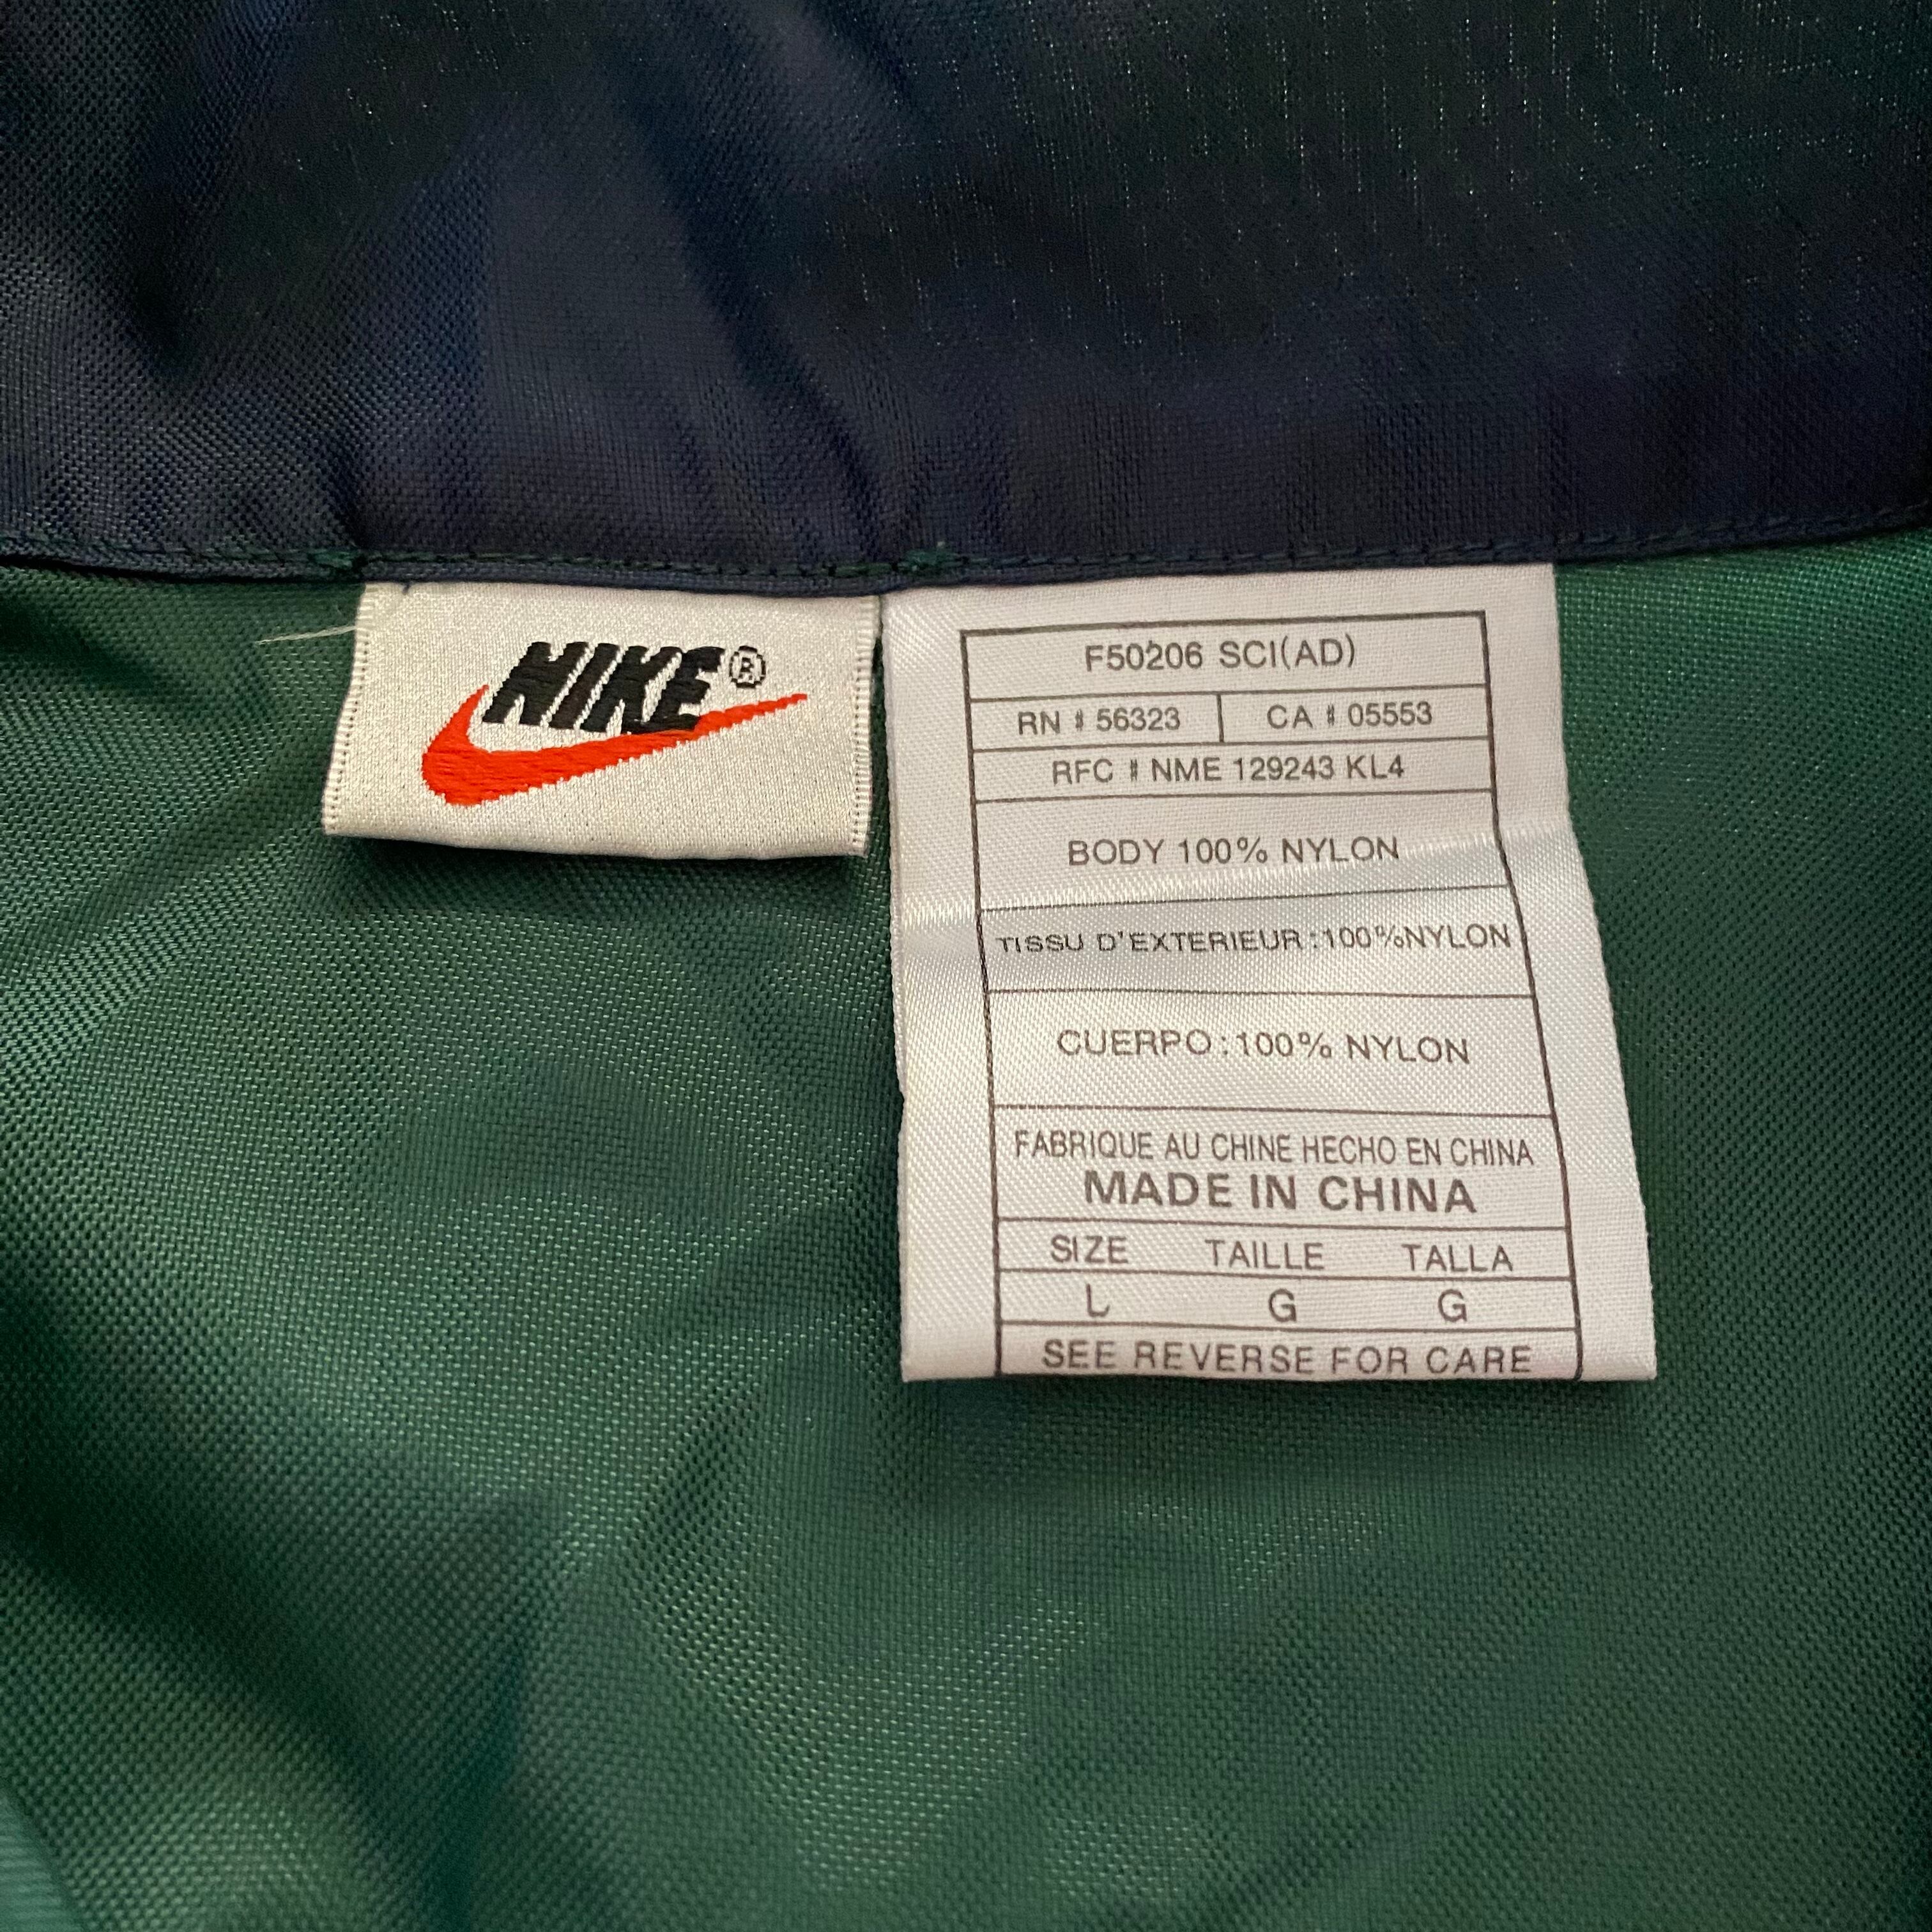 NIKE®
F50206 SCI(AD)
RN # 56323 CA # 05553
RFC # NME 129243 KL4
BODY 100% NYLON
TISSU D'EXTERIEUR:100%NYLON
CUERPO:100% NYLON
FABRIQUE AU CHINE HECHO EN CHINA
MADE IN CHINA
SIZE TAILLE TALLA
L G G
SEE REVERSE FOR CARE